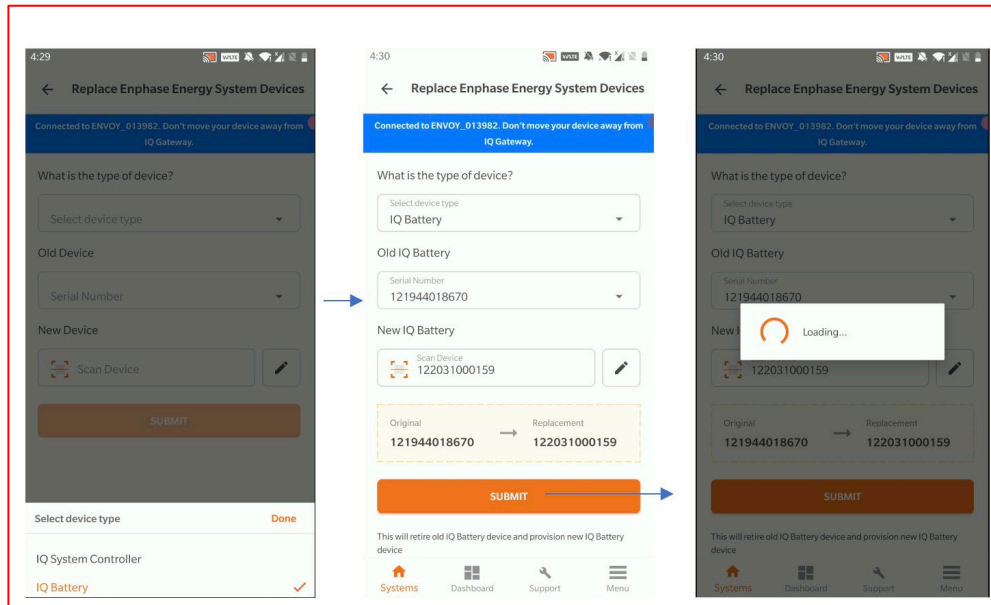 4:29
VoLTE
Replace Enphase Energy System Devices
Connected to ENVOY_013982. Don't move your device away from
IQ Gateway.
What is the type of device?
Select device type
Old Device
Serial Number
New Device
Scan Device
SUBMIT
Select device type
Done
IQ System Controller
IQ Battery
4:30
VoLTE
Replace Enphase Energy System Devices
Connected to ENVOY_013982. Don't move your device away from
IQ Gateway.
What is the type of device?
Select device type
IQ Battery
Old IQ Battery
Serial Number
121944018670
New IQ Battery
Scan Device
122031000159
Original
Replacement
121944018670
122031000159
SUBMIT
This will retire old IQ Battery device and provision new IQ Battery
device
Systems
Dashboard
Support
Menu
4:30
VoLTE
Replace Enphase Energy System Devices
Connected to ENVOY_013982. Don't move your device away from
IQ Gateway.
What is the type of device?
Select device type
IQ Battery
Old IQ Battery
Serial Number
121944018670
New I
Loading...
122031000159
Original
Replacement
121944018670
122031000159
SUBMIT
This will retire old IQ Battery device and provision new IQ Battery
device
Systems
Dashboard
Support
Menu